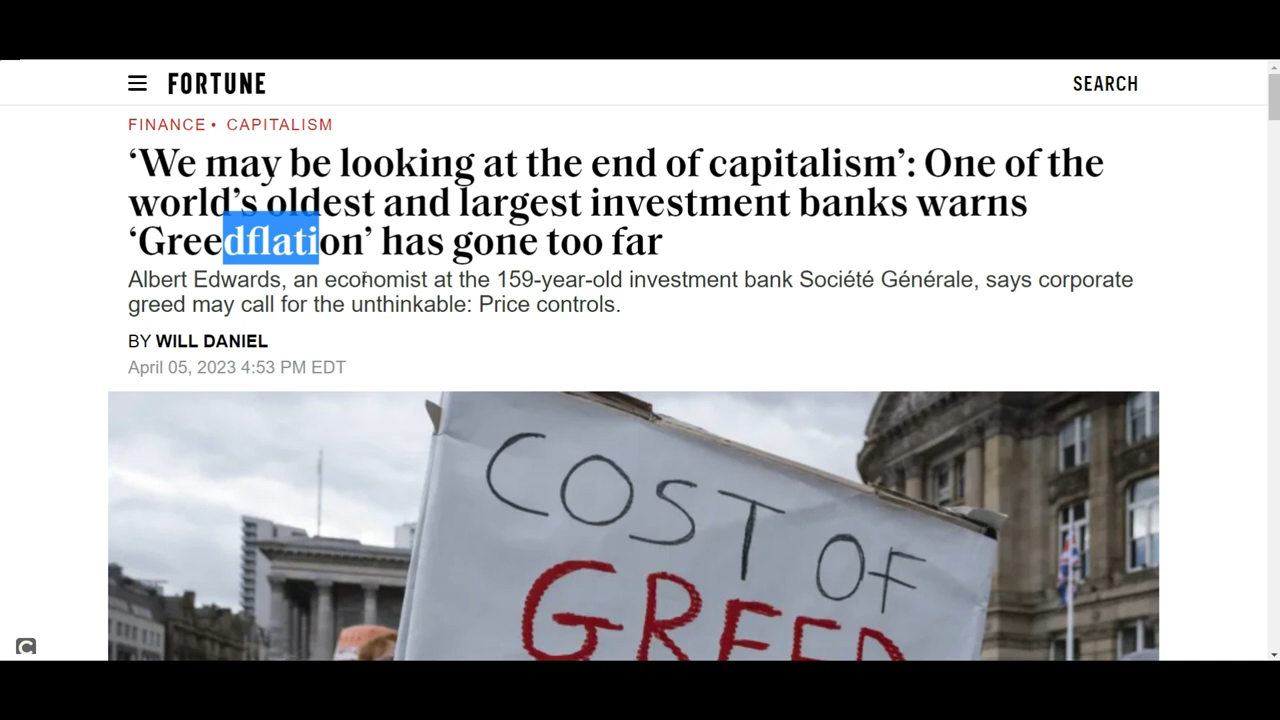 FORTUNE
SEARCH
FINANCE • CAPITALISM
‘We may be looking at the end of capitalism’: One of the
world’s oldest and largest investment banks warns
‘Greedflation’ has gone too far
Albert Edwards, an economist at the 159-year-old investment bank Société Générale, says corporate
greed may call for the unthinkable: Price controls.
BY WILL DANIEL
April 05, 2023 4:53 PM EDT
COST OF
GREED
C